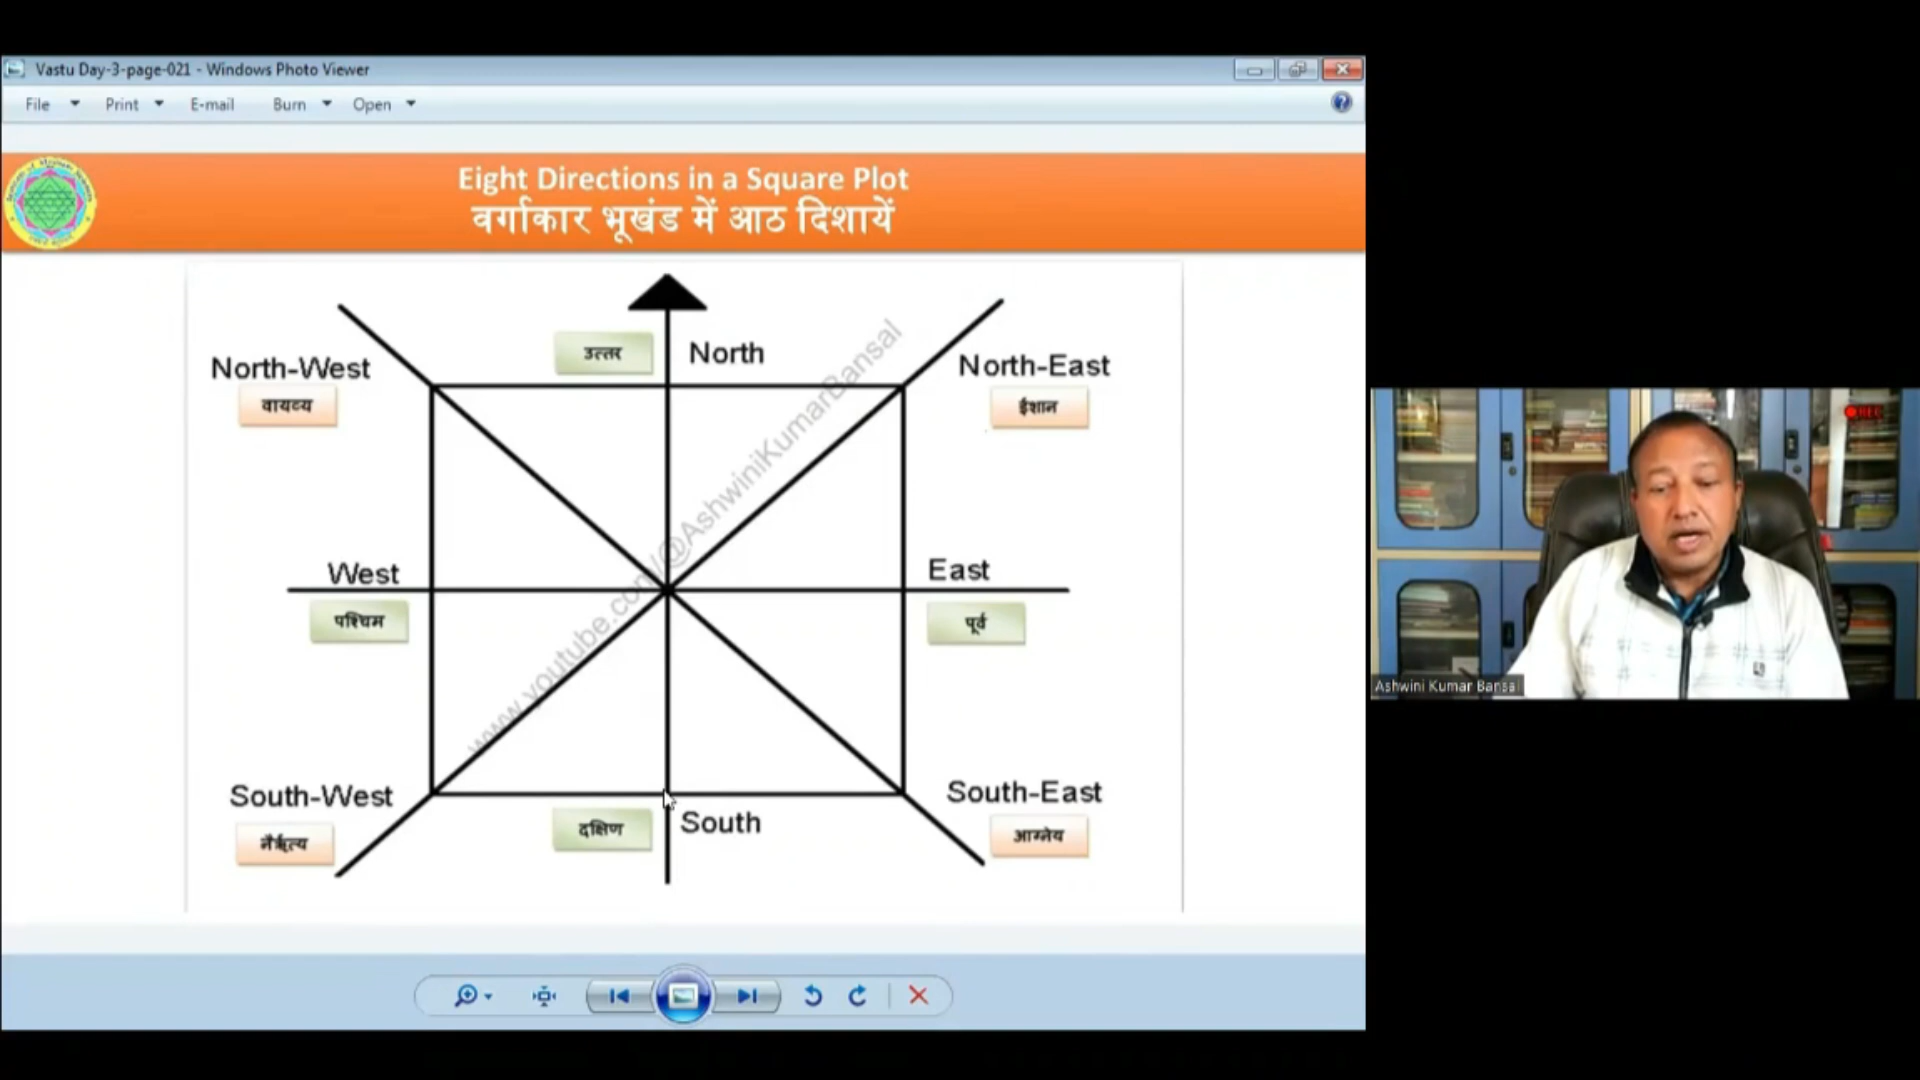 Vastu Day-3-page-021 - Windows Photo Viewer
File Print E-mail Burn Open
Eight Directions in a Square Plot
वर्गाकार भूखंड में आठ दिशायें
उत्तर North
North-West
वायव्य
North-East
ईशान
REC
www.youtube.com/@AshwiniKumarBansal
West
पश्चिम
East
पूर्व
Ashwini Kumar Bansal
South-West
नैर्ऋत्य
दक्षिण South
South-East
आग्नेय